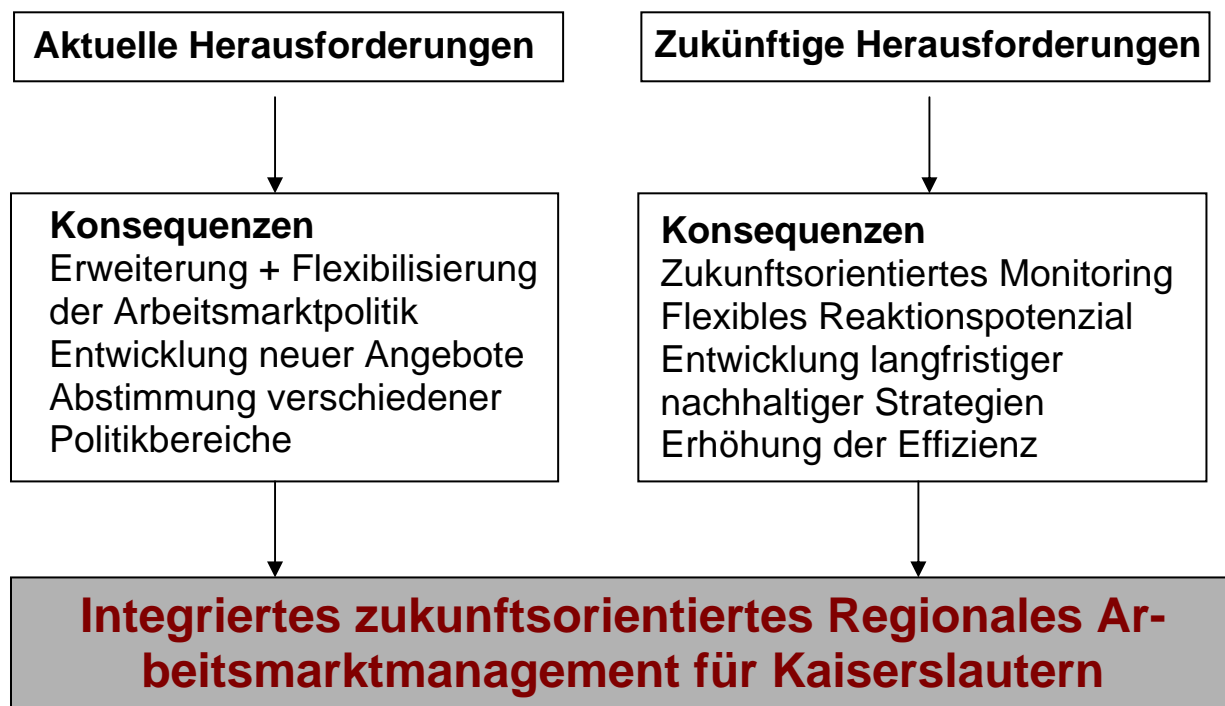 Aktuelle Herausforderungen
Zukünftige Herausforderungen
Konsequenzen
Erweiterung + Flexibilisierung
der Arbeitsmarktpolitik
Entwicklung neuer Angebote
Abstimmung verschiedener
Politikbereiche
Konsequenzen
Zukunftsorientiertes Monitoring
Flexibles Reaktionspotenzial
Entwicklung langfristiger
nachhaltiger Strategien
Erhöhung der Effizienz
Integriertes zukunftsorientiertes Regionales Ar-
beitsmarktmanagement für Kaiserslautern